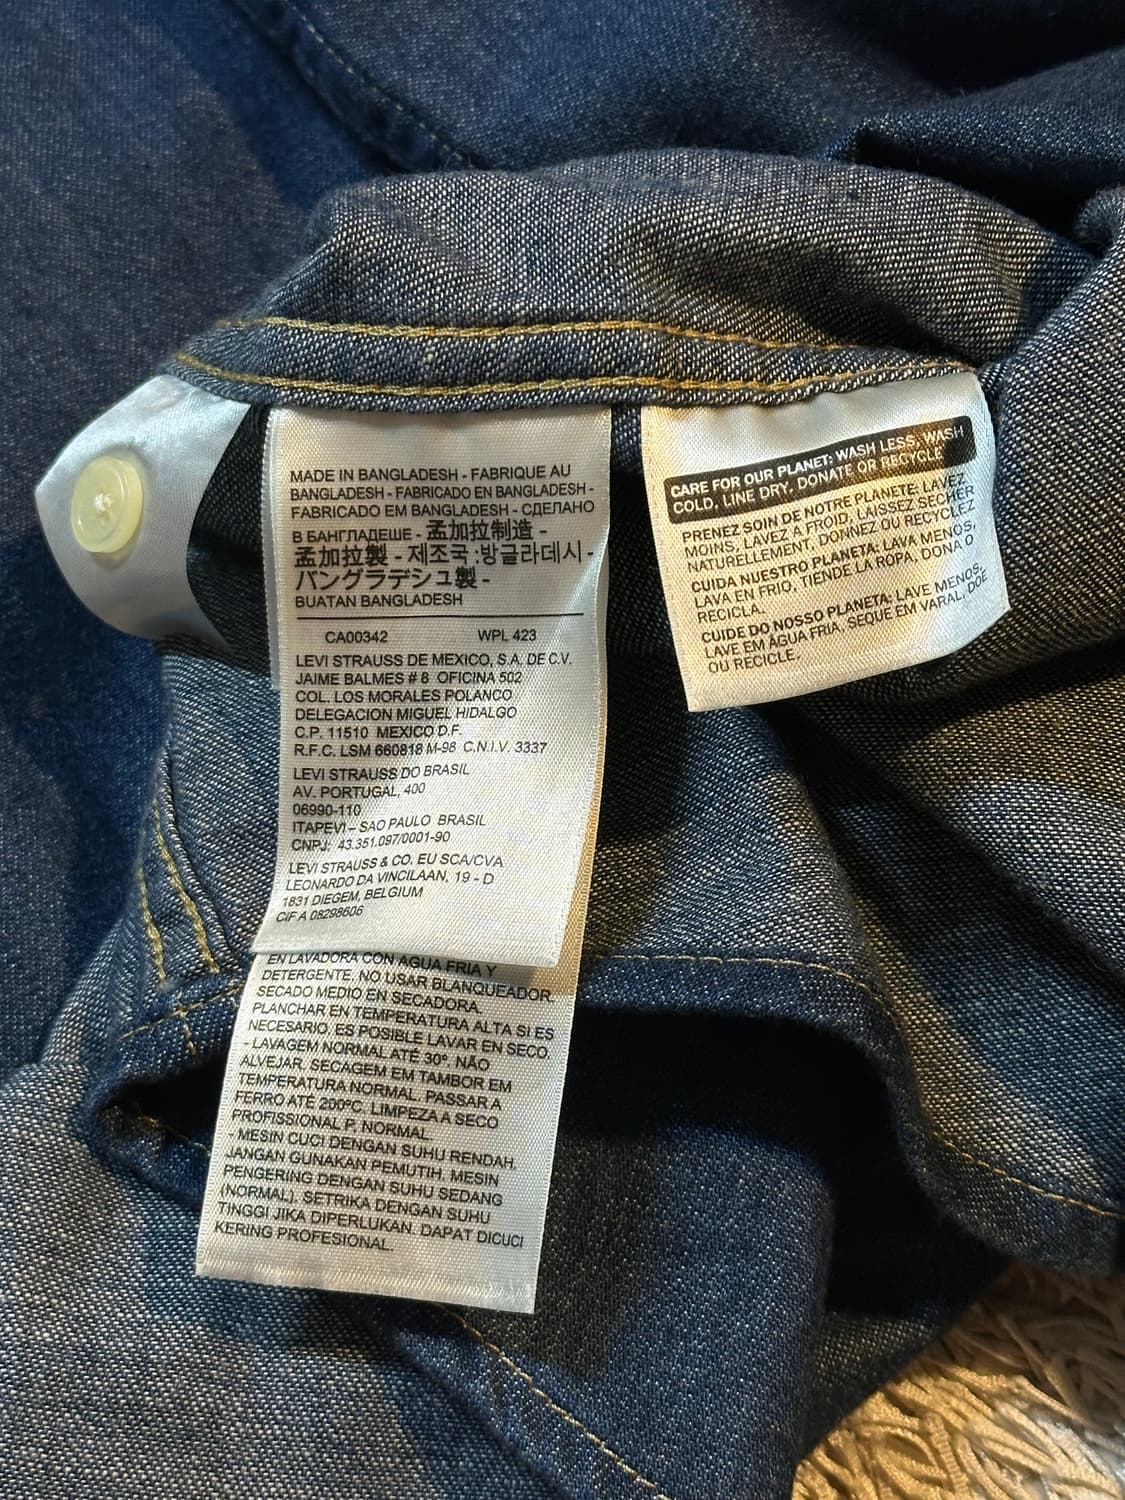 MADE IN BANGLADESH - FABRIQUE AU
BANGLADESH - FABRICADO EN BANGLADESH -
FABRICADO EM BANGLADESH - СДЕЛАНО
В БАНГЛАДЕШЕ - 孟加拉制造 -
孟加拉製 - 제조국 :방글라데시 -
バングラデシュ製 -
BUATAN BANGLADESH
CA00342 WPL 423
LEVI STRAUSS DE MEXICO, S.A. DE C.V.
JAIME BALMES # 8 OFICINA 502
COL. LOS MORALES POLANCO
DELEGACION MIGUEL HIDALGO
C.P. 11510 MEXICO D.F.
R.F.C. LSM 660818 M-98 C.N.I.V. 3337
LEVI STRAUSS DO BRASIL
AV. PORTUGAL, 400
06990-110
ITAPEVI – SAO PAULO BRASIL
CNPJ: 43.351.097/0001-90
LEVI STRAUSS & CO. EU SCA/CVA
LEONARDO DA VINCILAAN, 19 - D
1831 DIEGEM, BELGIUM
CIF A 08298606
EN LAVADORA CON AGUA FRIA Y
DETERGENTE. NO USAR BLANQUEADOR.
SECADO MEDIO EN SECADORA.
PLANCHAR EN TEMPERATURA ALTA SI ES
NECESARIO. ES POSIBLE LAVAR EN SECO
- LAVAGEM NORMAL ATÉ 30º. NÃO
ALVEJAR. SECAGEM EM TAMBOR EM
TEMPERATURA NORMAL. PASSAR A
FERRO ATÉ 200ºC. LIMPEZA A SECO
PROFISSIONAL P, NORMAL
- MESIN CUCI DENGAN SUHU RENDAH.
JANGAN GUNAKAN PEMUTIH. MESIN
PENGERING DENGAN SUHU SEDANG
(NORMAL). SETRIKA DENGAN SUHU
TINGGI JIKA DIPERLUKAN. DAPAT DICUCI
KERING PROFESIONAL.
CARE FOR OUR PLANET: WASH LESS, WASH
COLD, LINE DRY, DONATE OR RECYCLE
PRENEZ SOIN DE NOTRE PLANETE: LAVEZ
MOINS, LAVEZ A FROID, LAISSEZ SECHER
NATURELLEMENT, DONNEZ OU RECYCLEZ
CUIDA NUESTRO PLANETA: LAVA MENOS,
LAVA EN FRIO, TIENDE LA ROPA, DONA O
RECICLA.
CUIDE DO NOSSO PLANETA: LAVE MENOS,
LAVE EM ÁGUA FRIA, SEQUE EM VARAL, DOE
OU RECICLE.